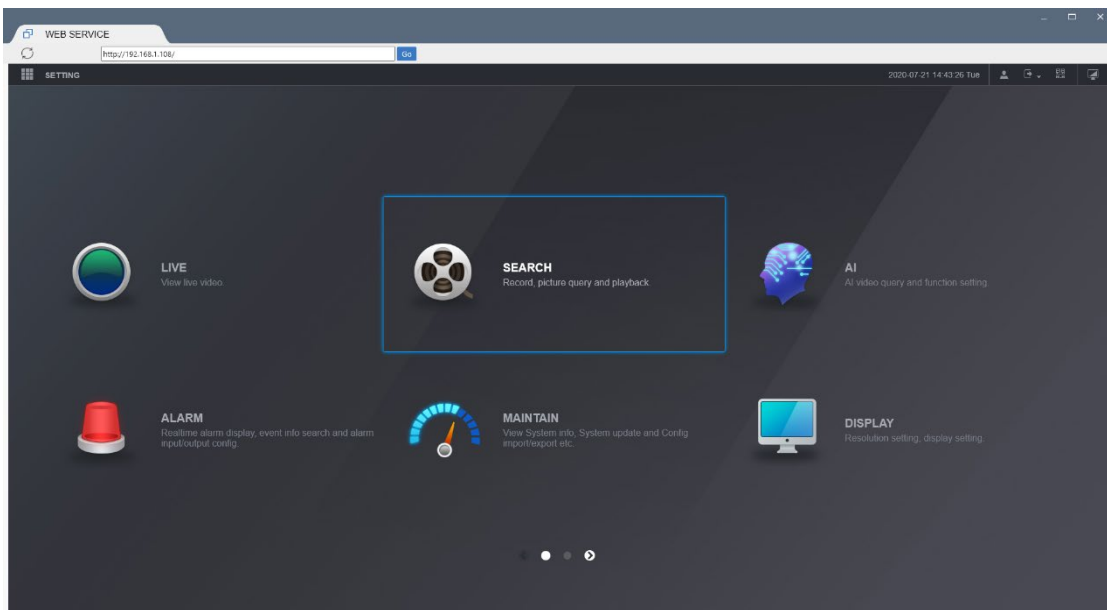 WEB SERVICE
http://192.168.1.108/
Go
SETTING
2020-07-21 14:43:26 Tue
LIVE
View live video.
SEARCH
Record, picture query and playback
AI
AI video query and function setting.
ALARM
Realtime alarm display, event info search and alarm
input/output config.
MAINTAIN
View System info, System update and Config
import/export etc.
DISPLAY
Resolution setting, display setting.